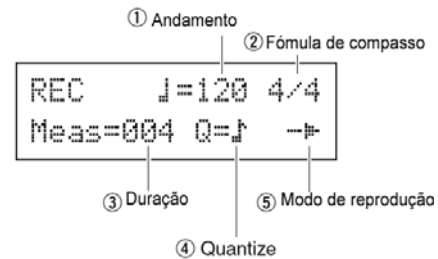 ① Andamento
② Fómula de compasso
REC ♩=120 4/4
Meas=004 Q=♪
③ Duração
⑤ Modo de reprodução
④ Quantize